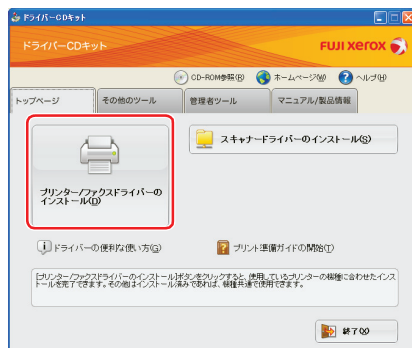 ドライバーCDキット
ドライバーCDキット
FUJI XEROX
CD-ROM参照(R) ホームページ(W) ヘルプ(H)
トップページ その他のツール 管理者ツール マニュアル/製品情報
スキャナードライバーのインストール(S)
プリンター/ファクスドライバーの
インストール(D)
ドライバーの便利な使い方(G) プリント準備ガイドの開始(T)
[プリンター/ファクスドライバーのインストール]ボタンをクリックすると、使用しているプリンターの機種に合わせたインス
トールを完了できます。その他はインストール済みであれば、機種共通で使用できます。
終了(X)